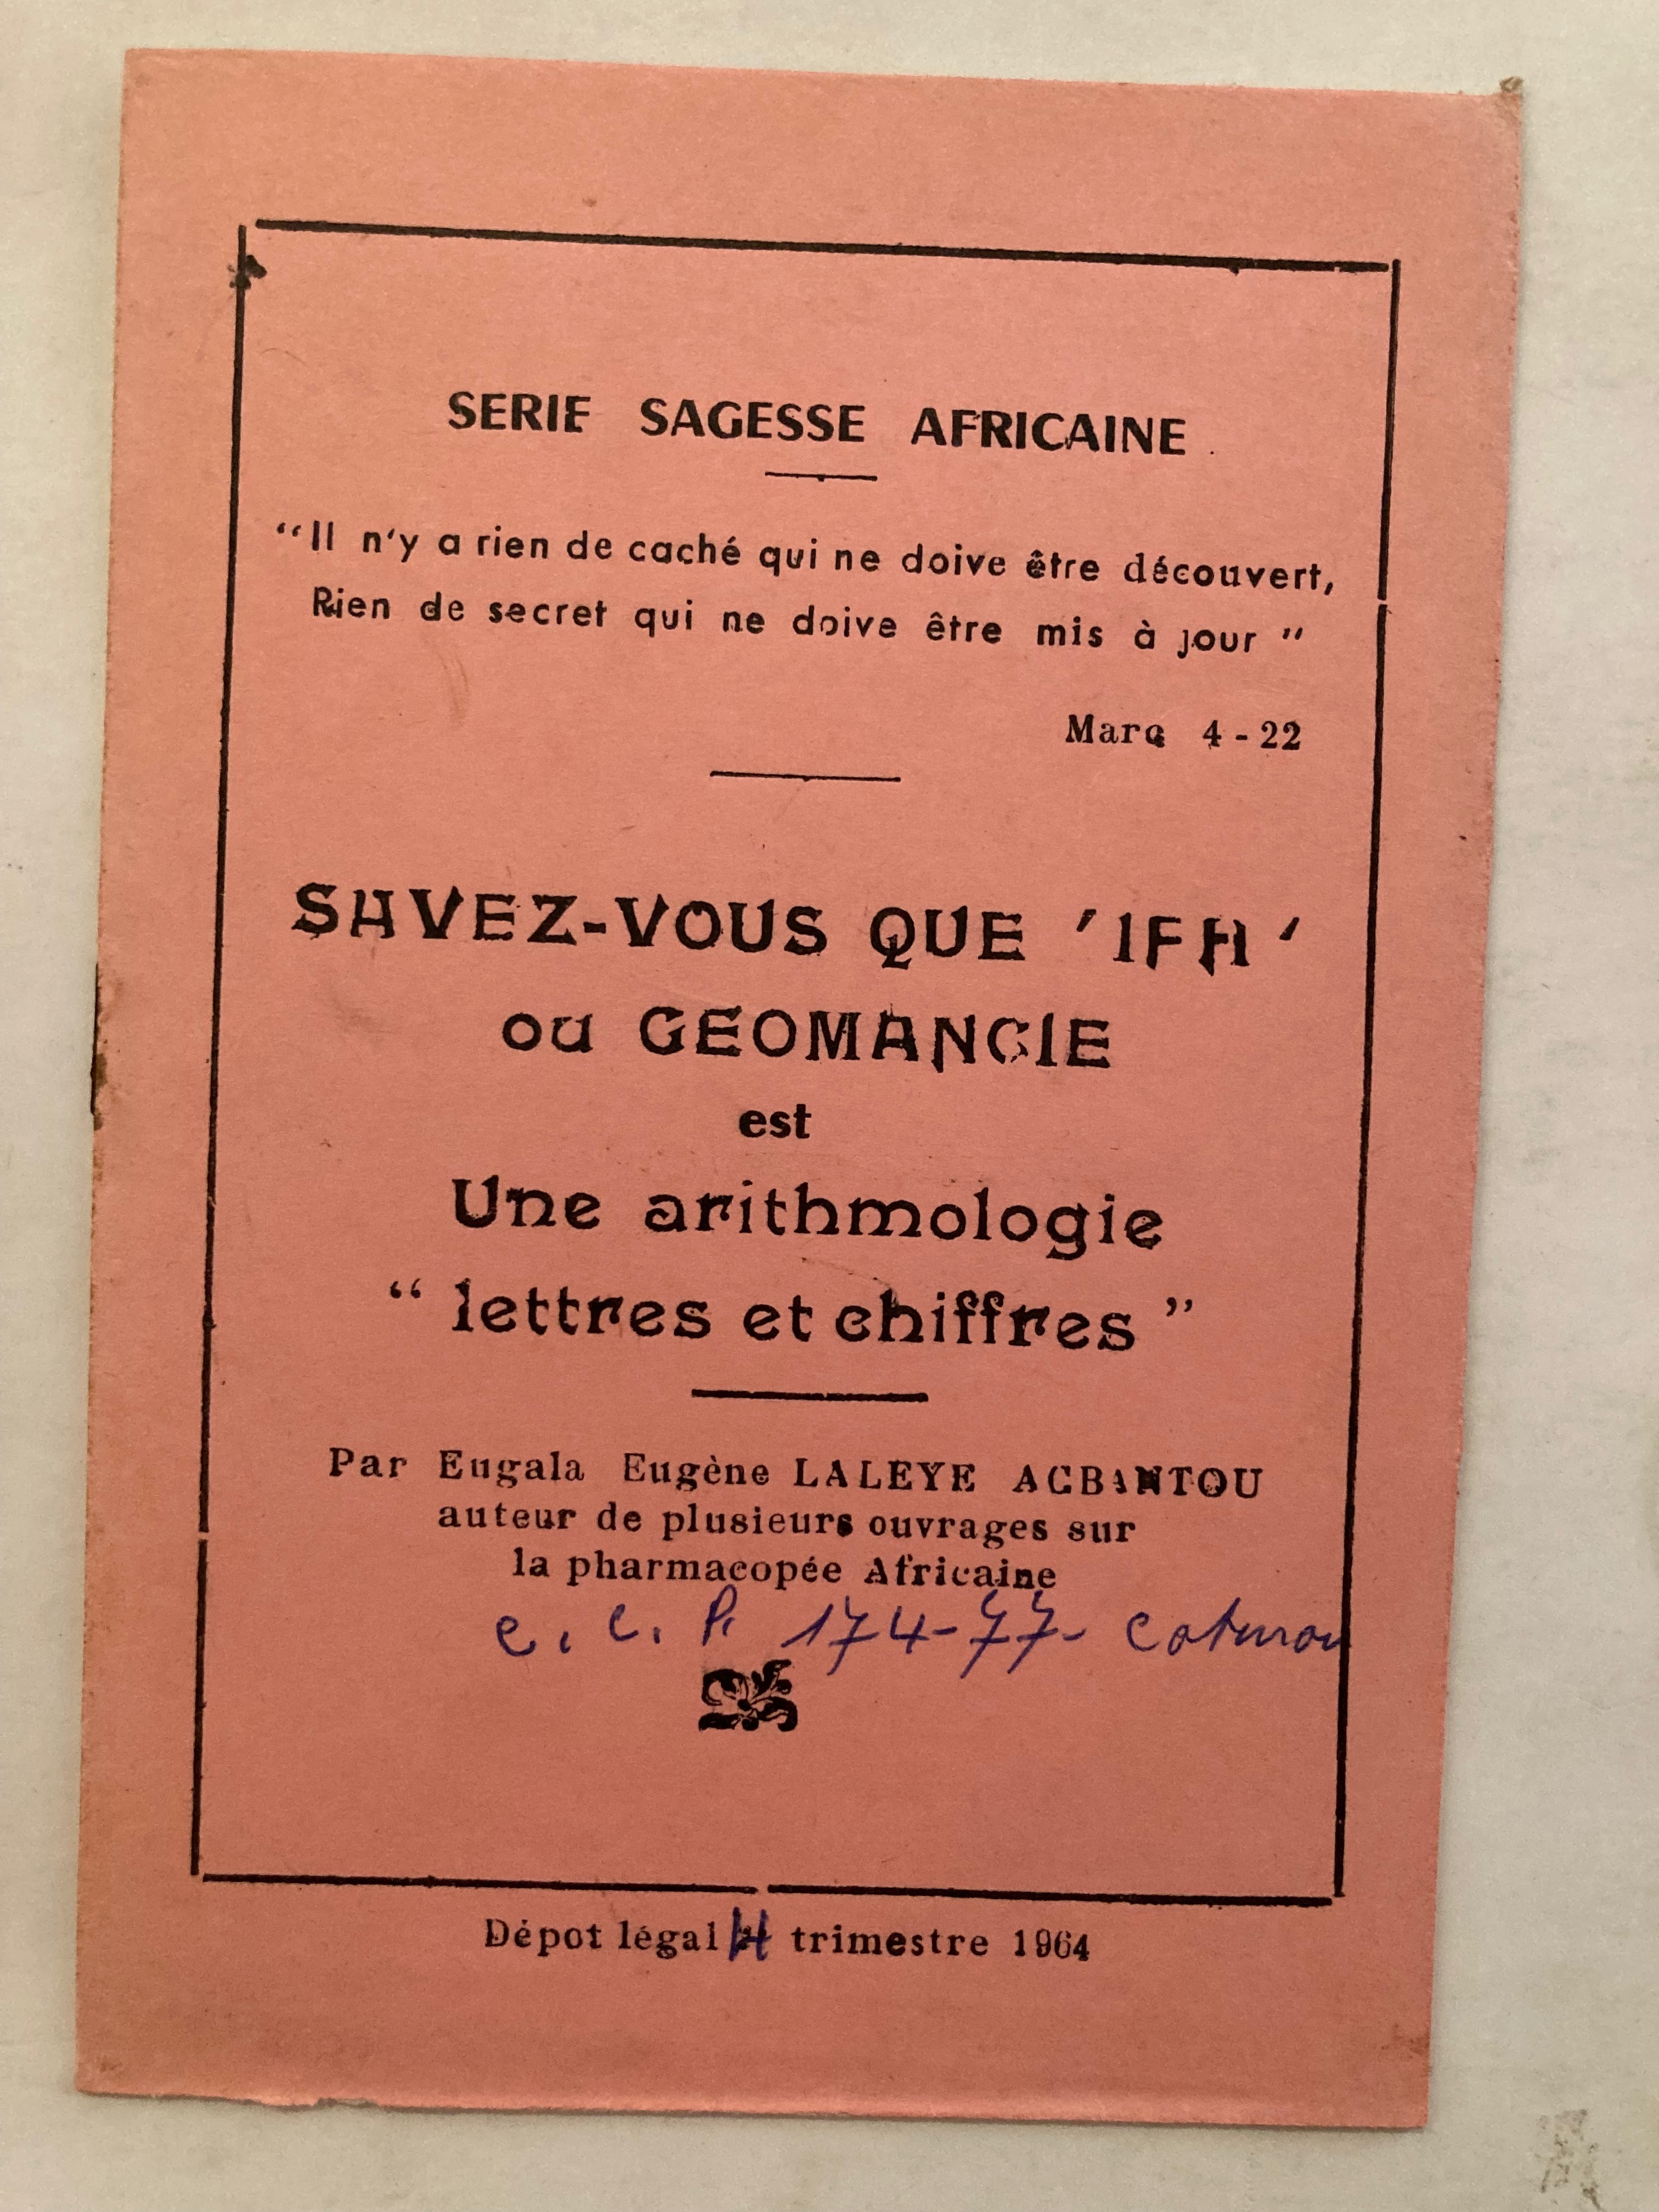 SERIE SAGESSE AFRICAINE
“Il n'y a rien de caché qui ne doive être découvert,
Rien de secret qui ne doive être mis à jour”
Marc 4 - 22
SAVEZ-VOUS QUE 'IFA'
ou GEOMANCIE
est
Une arithmologie
“lettres et chiffres”
Par Eugala Eugène LALEYE AGBANTOU
auteur de plusieurs ouvrages sur
la pharmacopée Africaine
C. C. P. 174-77- Cotonou
Dépot légal trimestre 1964